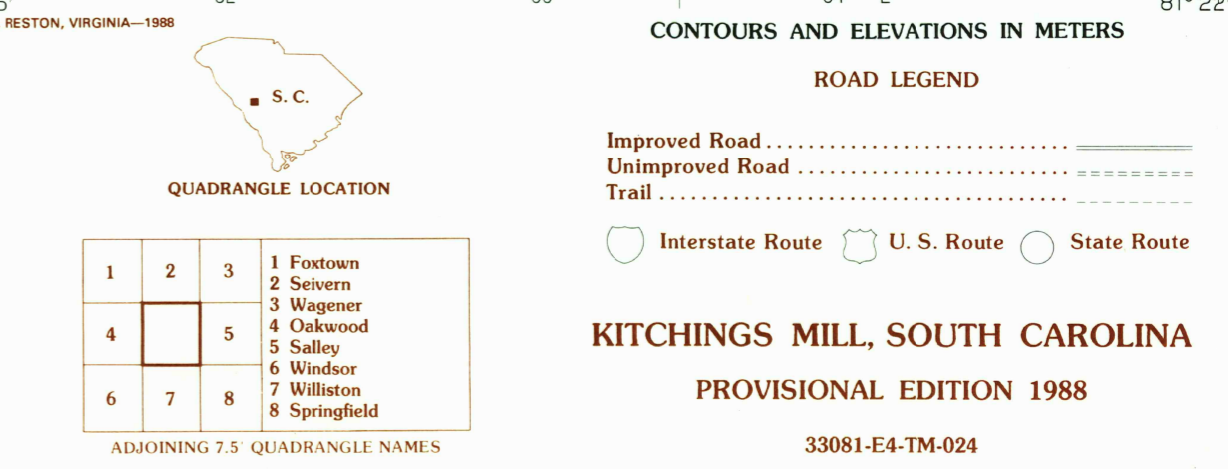 RESTON, VIRGINIA—1988
S. C.
QUADRANGLE LOCATION
1 2 3
4 5
6 7 8
1 Foxtown
2 Seivern
3 Wagener
4 Oakwood
5 Salley
6 Windsor
7 Williston
8 Springfield
ADJOINING 7.5' QUADRANGLE NAMES
81° 22
CONTOURS AND ELEVATIONS IN METERS
ROAD LEGEND
Improved Road
Unimproved Road
Trail
Interstate Route U. S. Route State Route
KITCHINGS MILL, SOUTH CAROLINA
PROVISIONAL EDITION 1988
33081-E4-TM-024